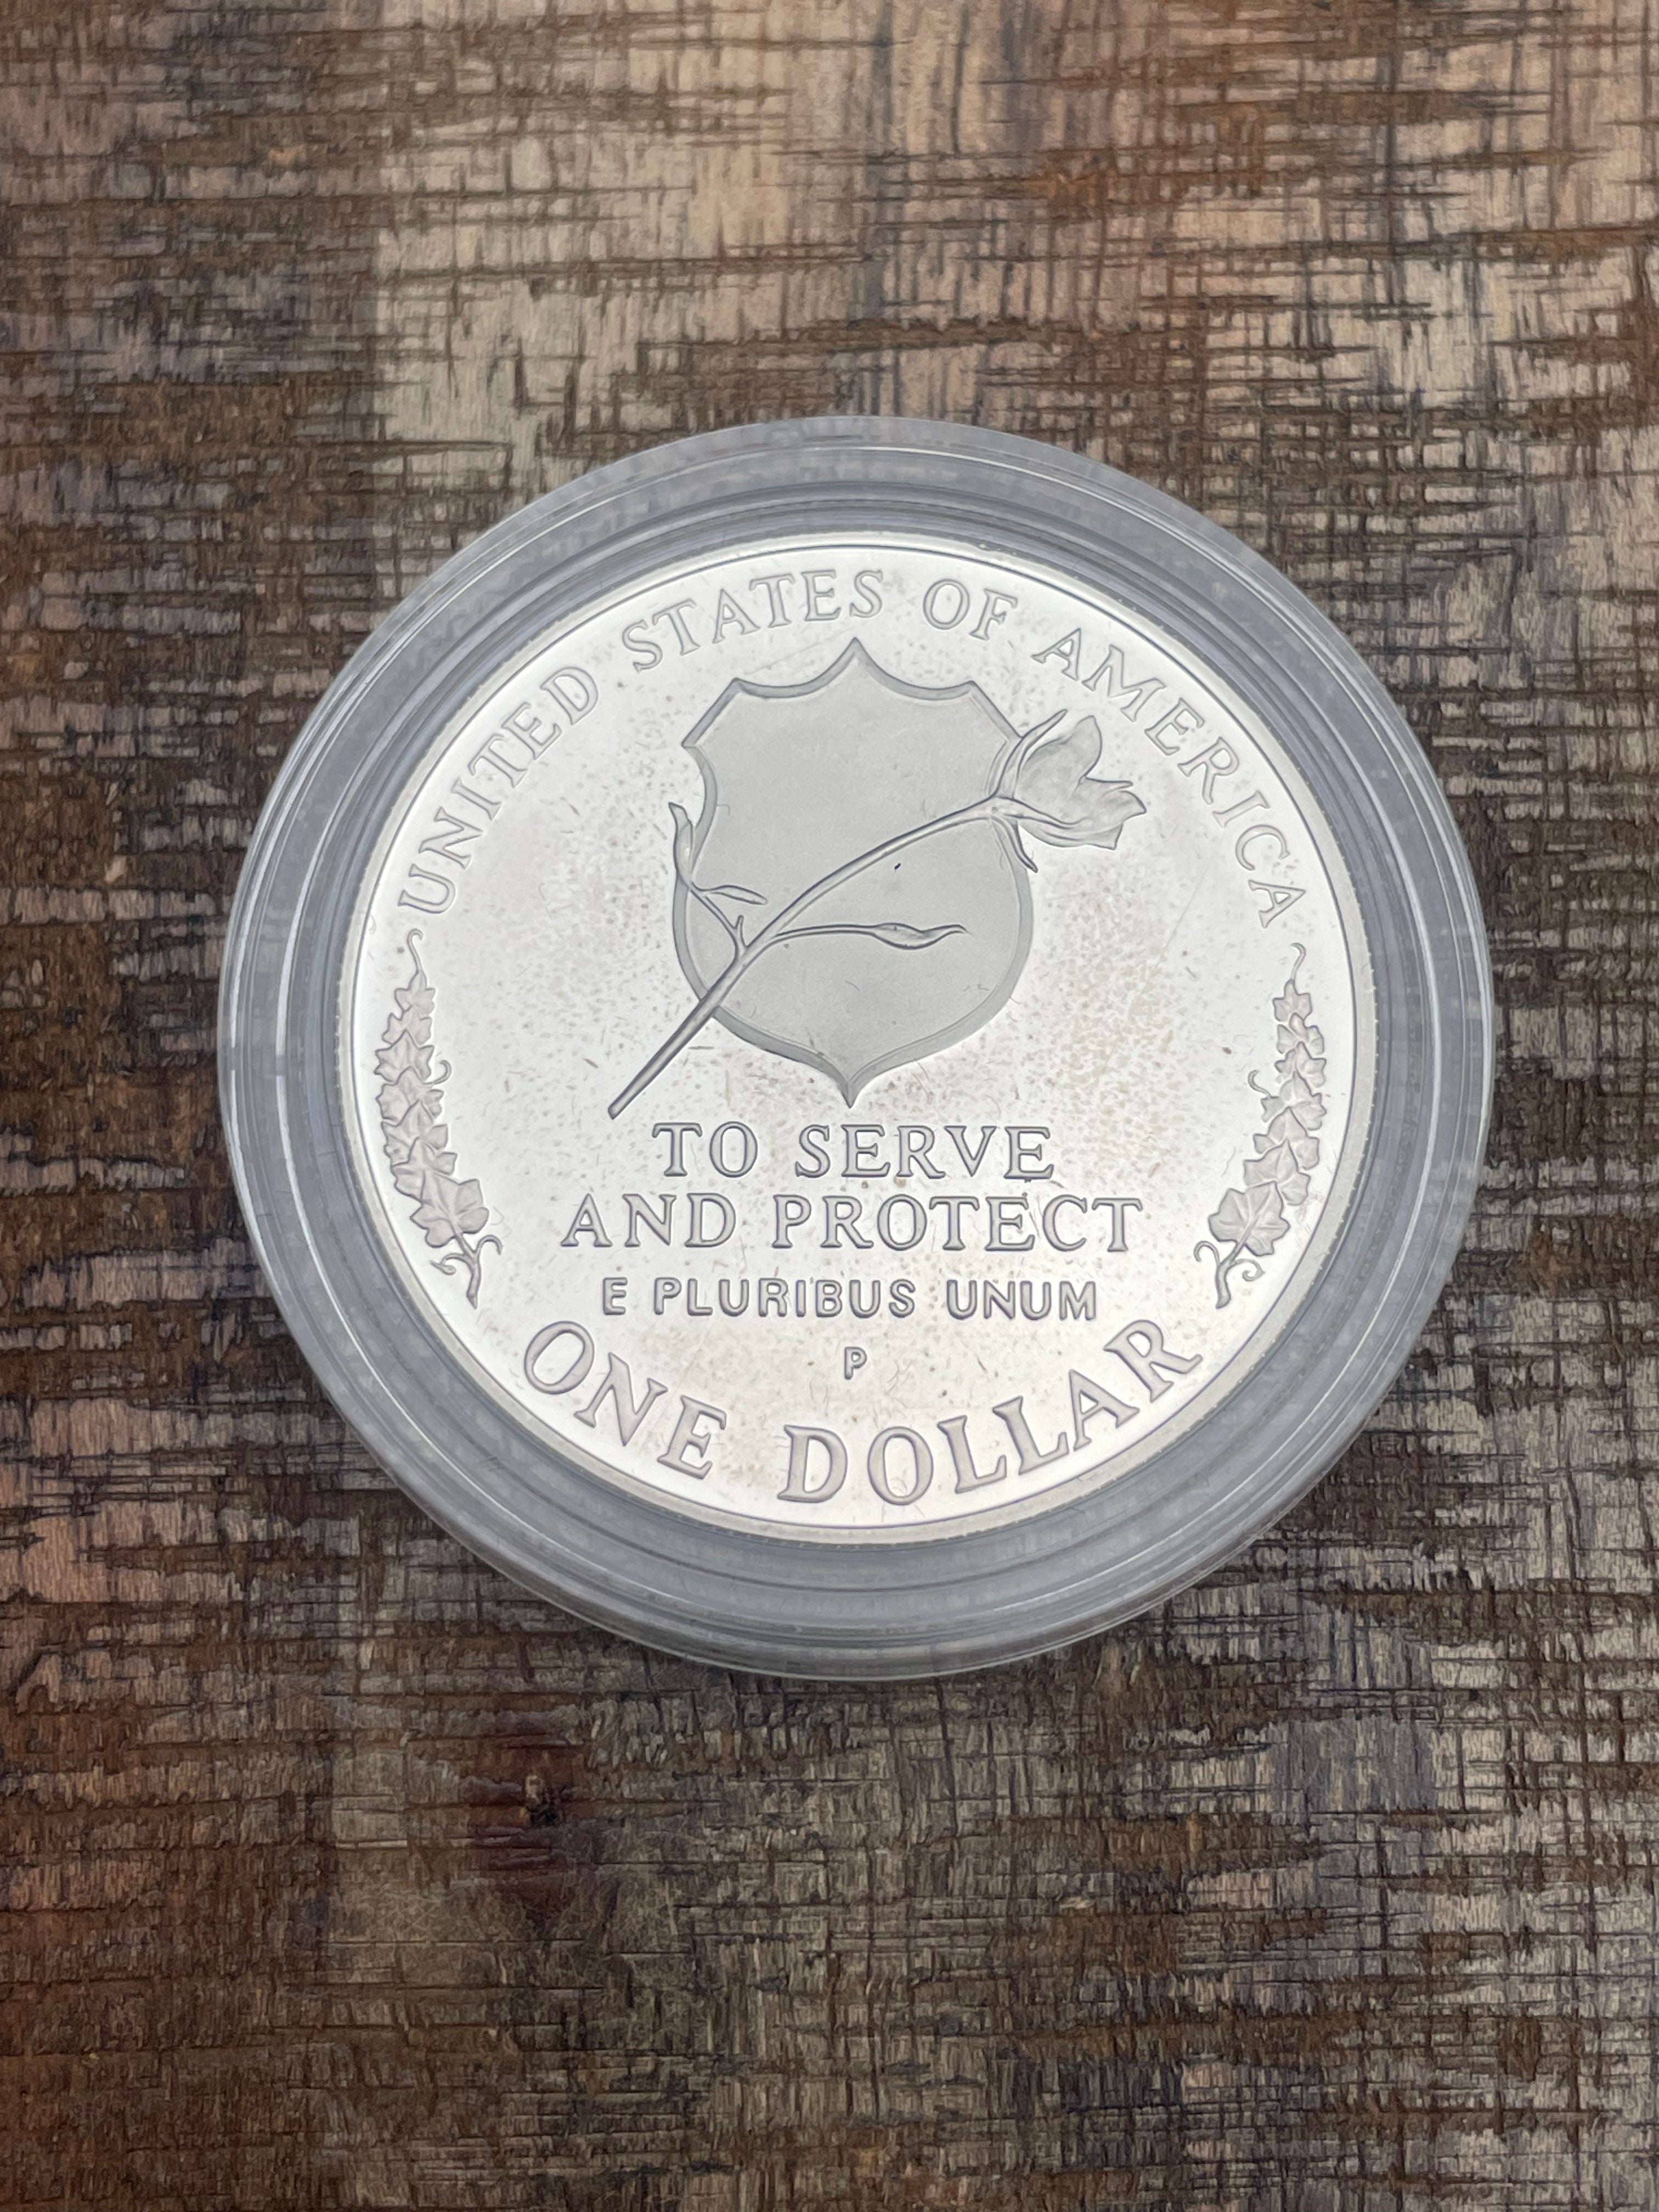 UNITED STATES OF AMERICA
TO SERVE
AND PROTECT
E PLURIBUS UNUM
P
ONE DOLLAR